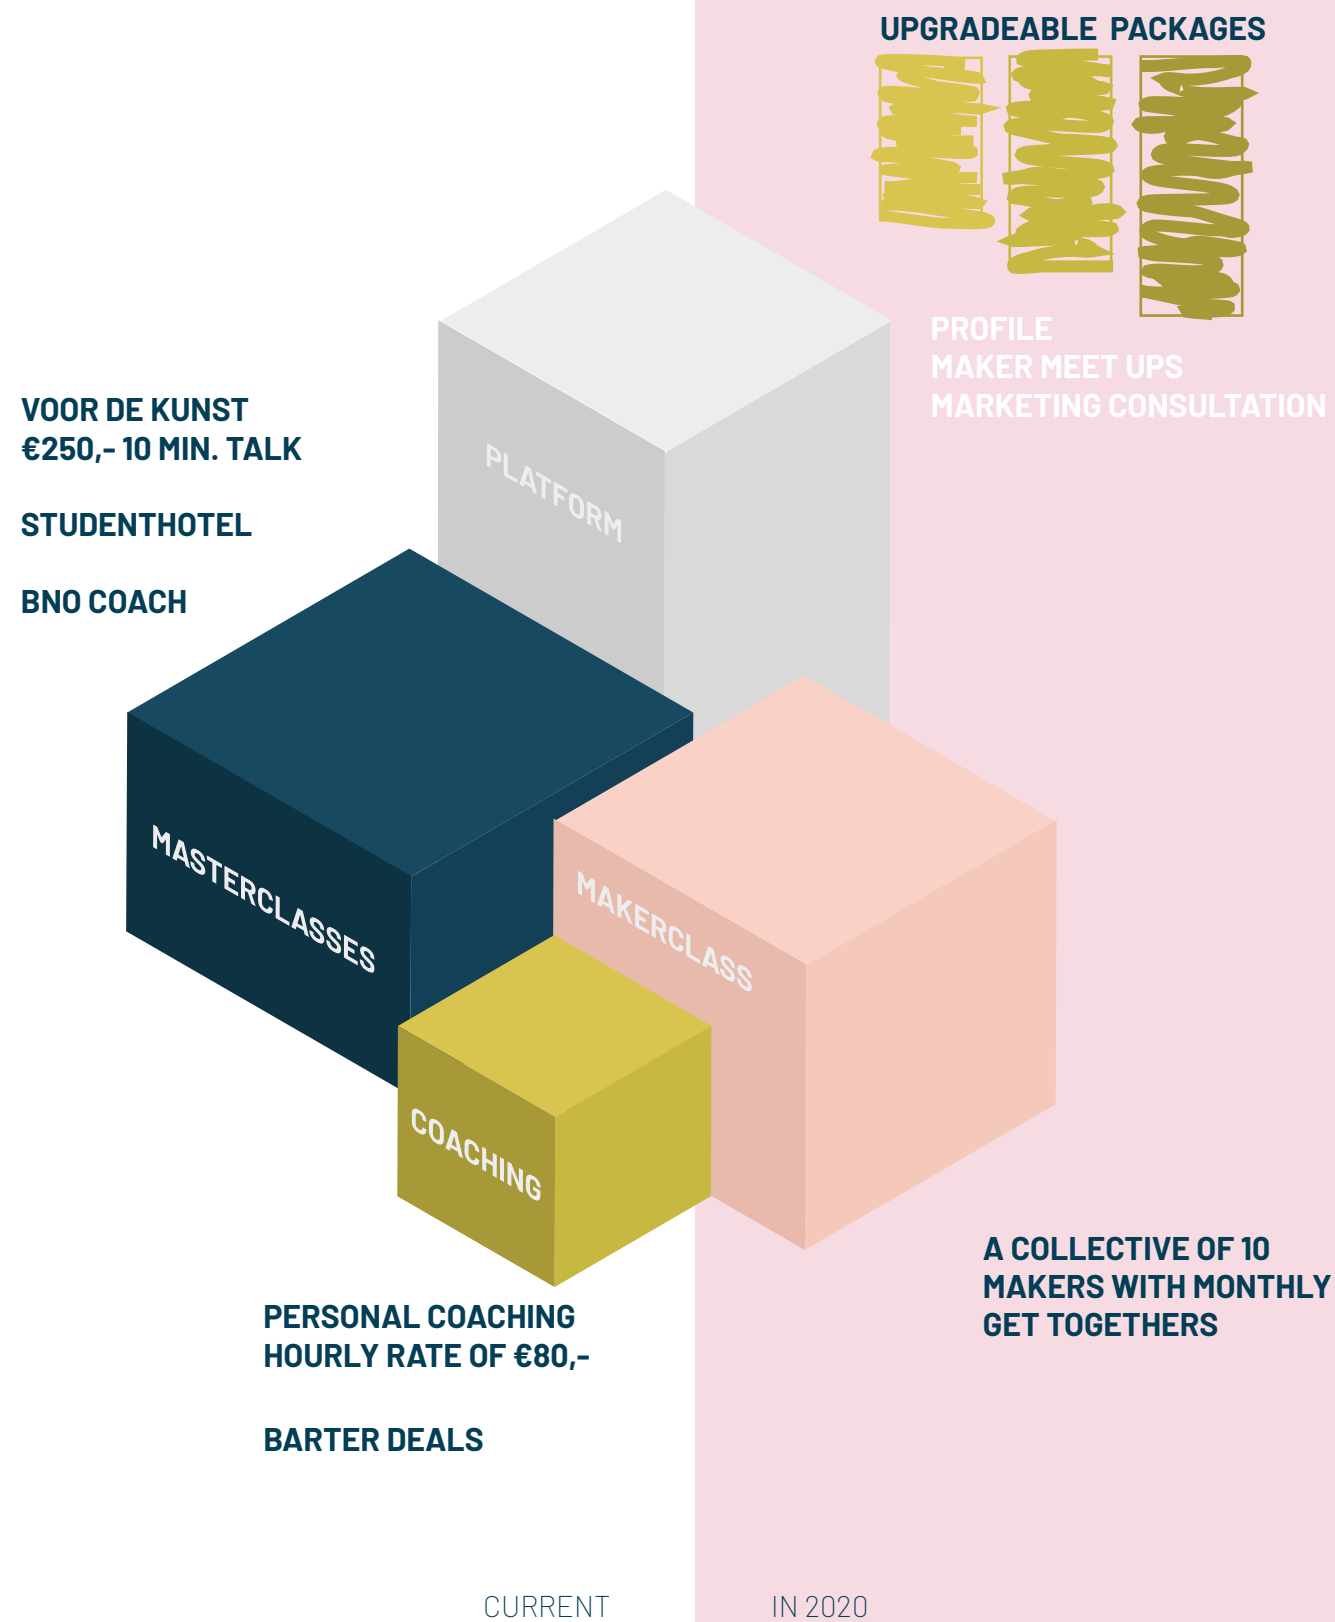 UPGRADEABLE PACKAGES
PROFILE
MAKER MEET UPS
MARKETING CONSULTATION
VOOR DE KUNST
€250,- 10 MIN. TALK
STUDENTHOTEL
BNO COACH
PLATFORM
MASTERCLASSES
MAKERCLASS
COACHING
A COLLECTIVE OF 10
MAKERS WITH MONTHLY
GET TOGETHERS
PERSONAL COACHING
HOURLY RATE OF €80,-
BARTER DEALS
CURRENT
IN 2020